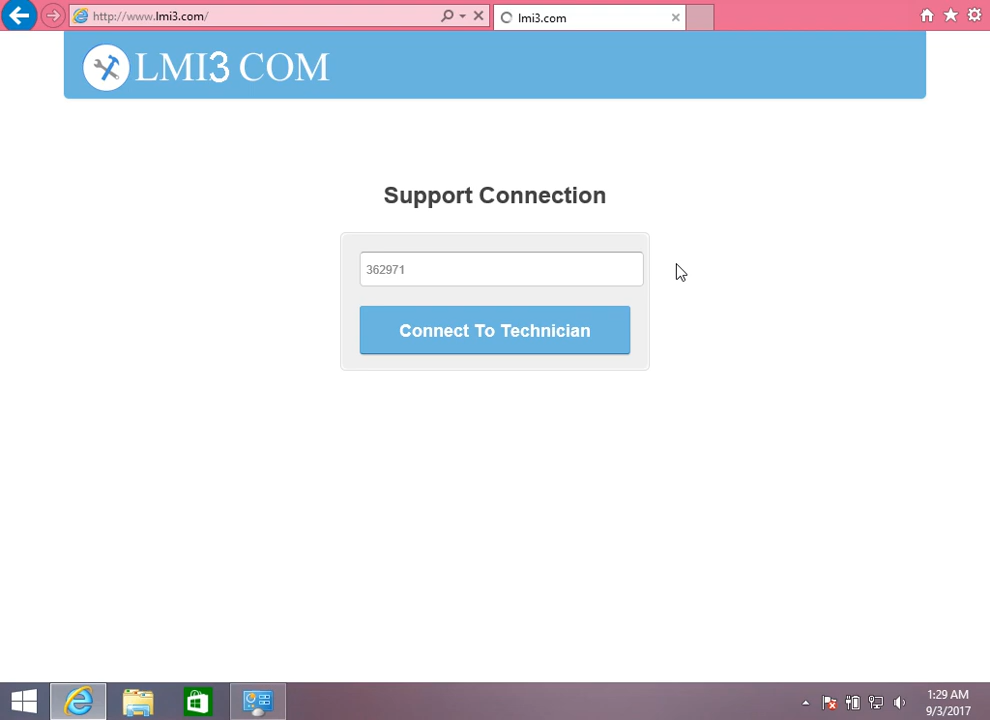 http://www.lmi3.com/
lmi3.com
LMI3 COM
Support Connection
362971
Connect To Technician
1:29 AM
9/3/2017